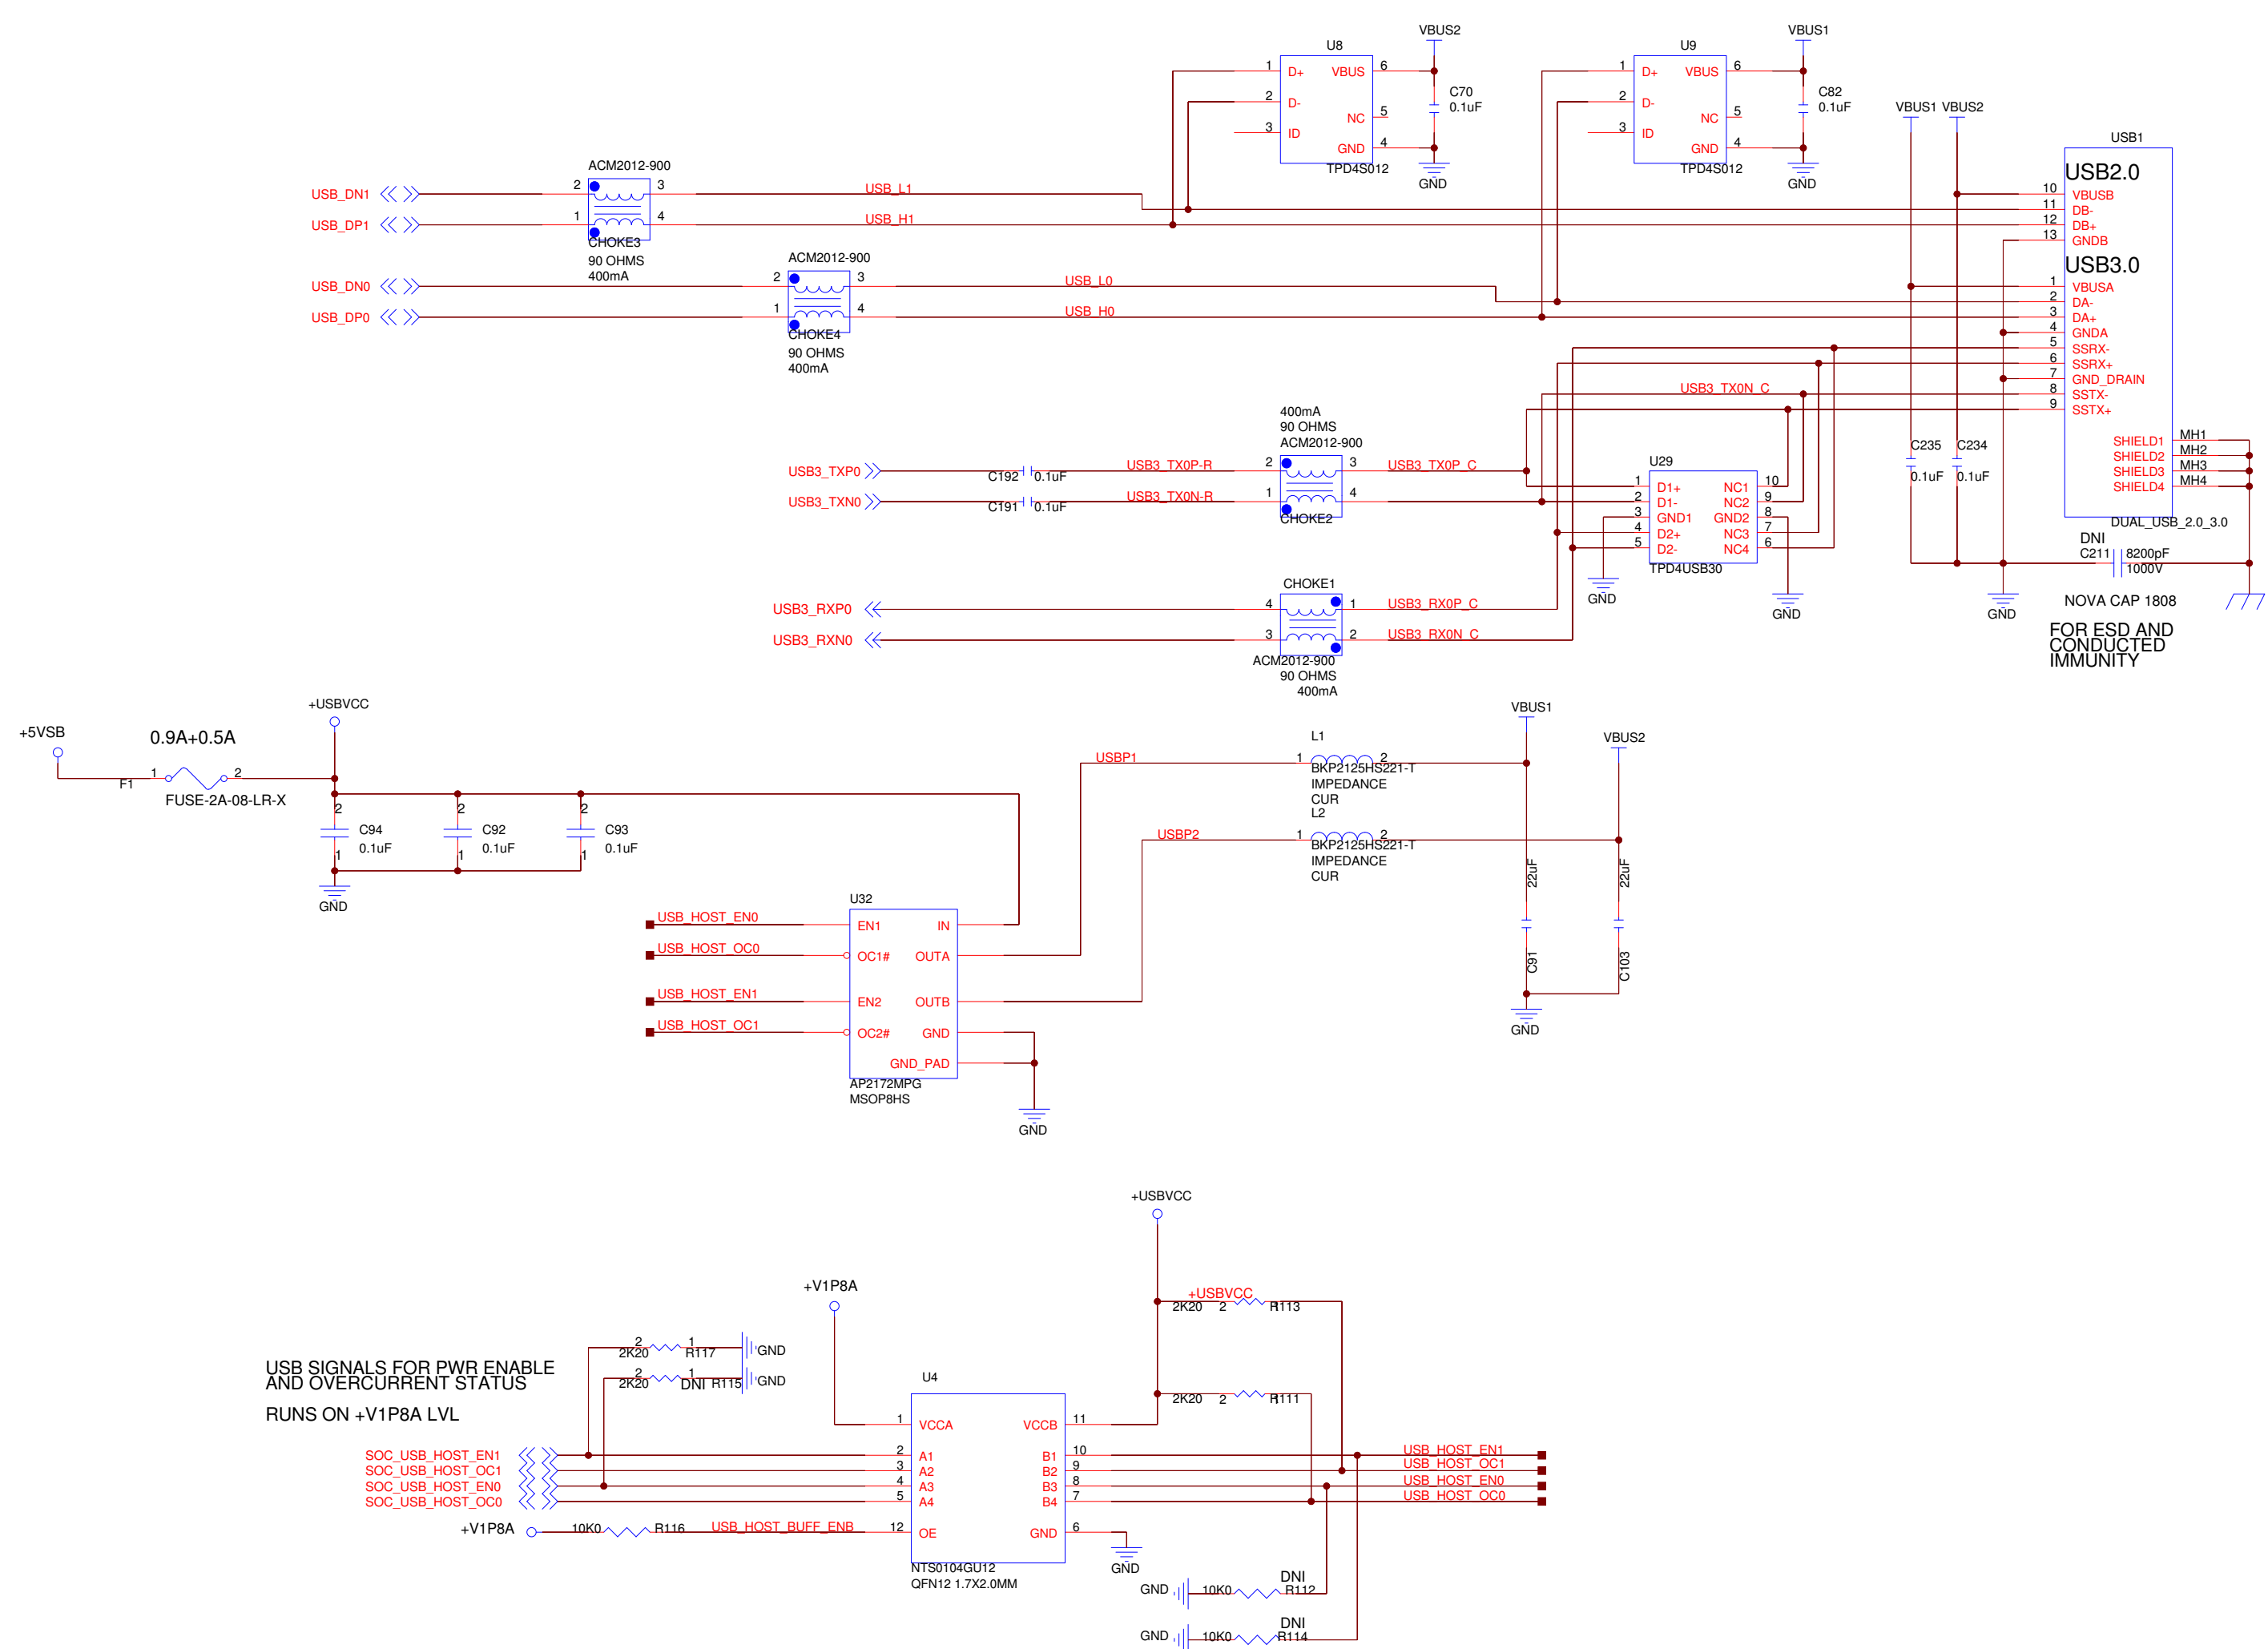 U8
VBUS2
1 D+ VBUS 6
2 D- NC 5
3 ID GND 4
TPD4S012
C70
0.1uF
GND
U9
VBUS1
1 D+ VBUS 6
2 D- NC 5
3 ID GND 4
TPD4S012
C82
0.1uF
GND
VBUS1 VBUS2
USB1
USB2.0
10 VBUSB
11 DB-
12 DB+
13 GNDB
USB3.0
1 VBUSA
2 DA-
3 DA+
4 GNDA
5 SSRX-
6 SSRX+
7 GND_DRAIN
8 SSTX-
9 SSTX+
SHIELD1 MH1
SHIELD2 MH2
SHIELD3 MH3
SHIELD4 MH4
DUAL_USB_2.0_3.0
C235
0.1uF
C234
0.1uF
DNI
C211 8200pF
1000V
GND
NOVA CAP 1808
FOR ESD AND
CONDUCTED
IMMUNITY
ACM2012-900
USB_DN1 2 3 USB_L1
USB_DP1 1 4 USB_H1
CHOKE3
90 OHMS
400mA
ACM2012-900
USB_DN0 2 3 USB_L0
USB_DP0 1 4 USB_H0
CHOKE4
90 OHMS
400mA
USB3_TX0N_C
400mA
90 OHMS
ACM2012-900
USB3_TXP0 C192 0.1uF USB3_TX0P-R 2 3 USB3_TX0P_C
USB3_TXN0 C191 0.1uF USB3_TX0N-R 1 4
CHOKE2
U29
1 D1+ NC1 10
2 D1- NC2 9
3 GND1 GND2 8
4 D2+ NC3 7
5 D2- NC4 6
TPD4USB30
GND
GND
CHOKE1
USB3_RXP0 4 1 USB3_RX0P_C
USB3_RXN0 3 2 USB3_RX0N_C
ACM2012-900
90 OHMS
400mA
+5VSB
0.9A+0.5A
+USBVCC
F1 1 2
FUSE-2A-08-LR-X
2 C94 0.1uF 1
2 C92 0.1uF 1
2 C93 0.1uF 1
GND
U32
USB_HOST_EN0 EN1 IN
USB_HOST_OC0 OC1# OUTA
USB_HOST_EN1 EN2 OUTB
USB_HOST_OC1 OC2# GND
GND_PAD
AP2172MPG
MSOP8HS
GND
USBP1
L1
1 2
BKP2125HS221-T
IMPEDANCE
CUR
USBP2
L2
1 2
BKP2125HS221-T
IMPEDANCE
CUR
VBUS1
VBUS2
22uF
C91
22uF
C103
GND
+USBVCC
+V1P8A
+USBVCC
2K20 2 1 R113
2K20 2 1 R111
2 1
2K20 R117 GND
2 1
2K20 DNI R115 GND
USB SIGNALS FOR PWR ENABLE
AND OVERCURRENT STATUS
RUNS ON +V1P8A LVL
U4
1 VCCA VCCB 11
SOC_USB_HOST_EN1 2 A1 B1 10 USB_HOST_EN1
SOC_USB_HOST_OC1 3 A2 B2 9 USB_HOST_OC1
SOC_USB_HOST_EN0 4 A3 B3 8 USB_HOST_EN0
SOC_USB_HOST_OC0 5 A4 B4 7 USB_HOST_OC0
+V1P8A 10K0 R116 USB_HOST_BUFF_ENB 12 OE GND 6
NTS0104GU12
QFN12 1.7X2.0MM
GND
DNI
GND 10K0 R112
DNI
GND 10K0 R114